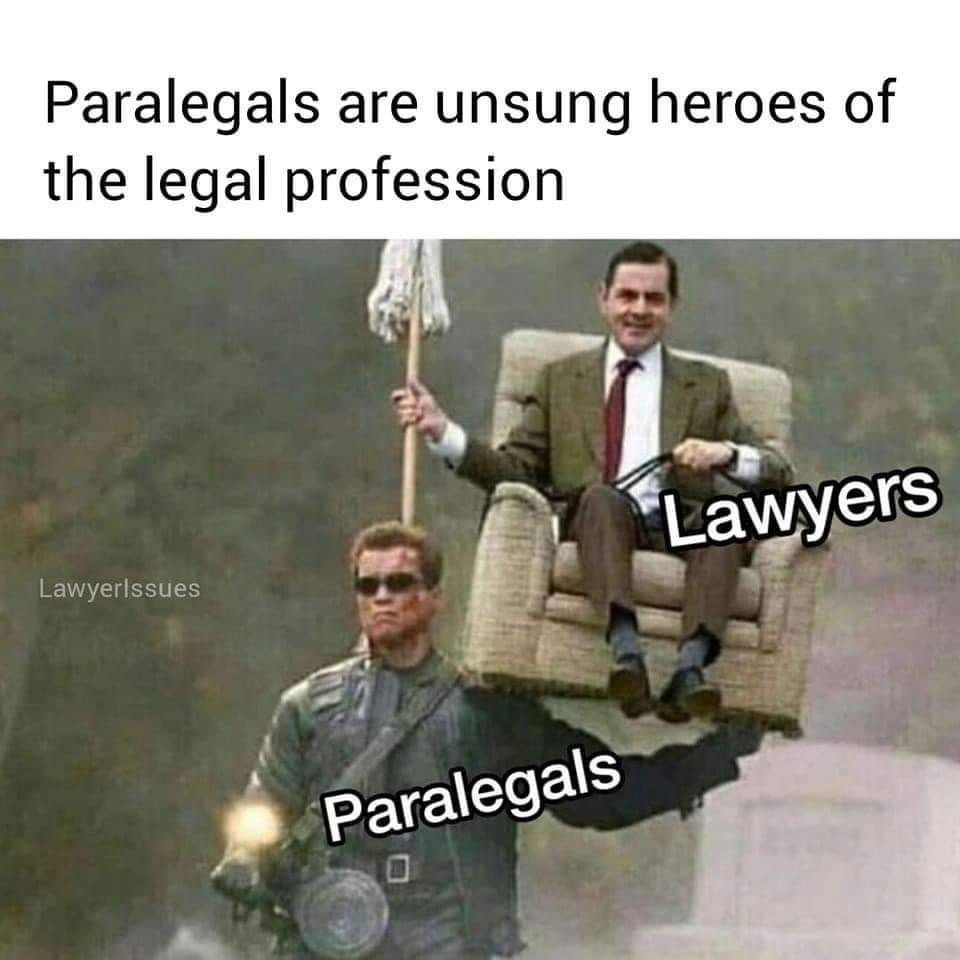 Paralegals are unsung heroes of
the legal profession
Lawyers
LawyerIssues
Paralegals